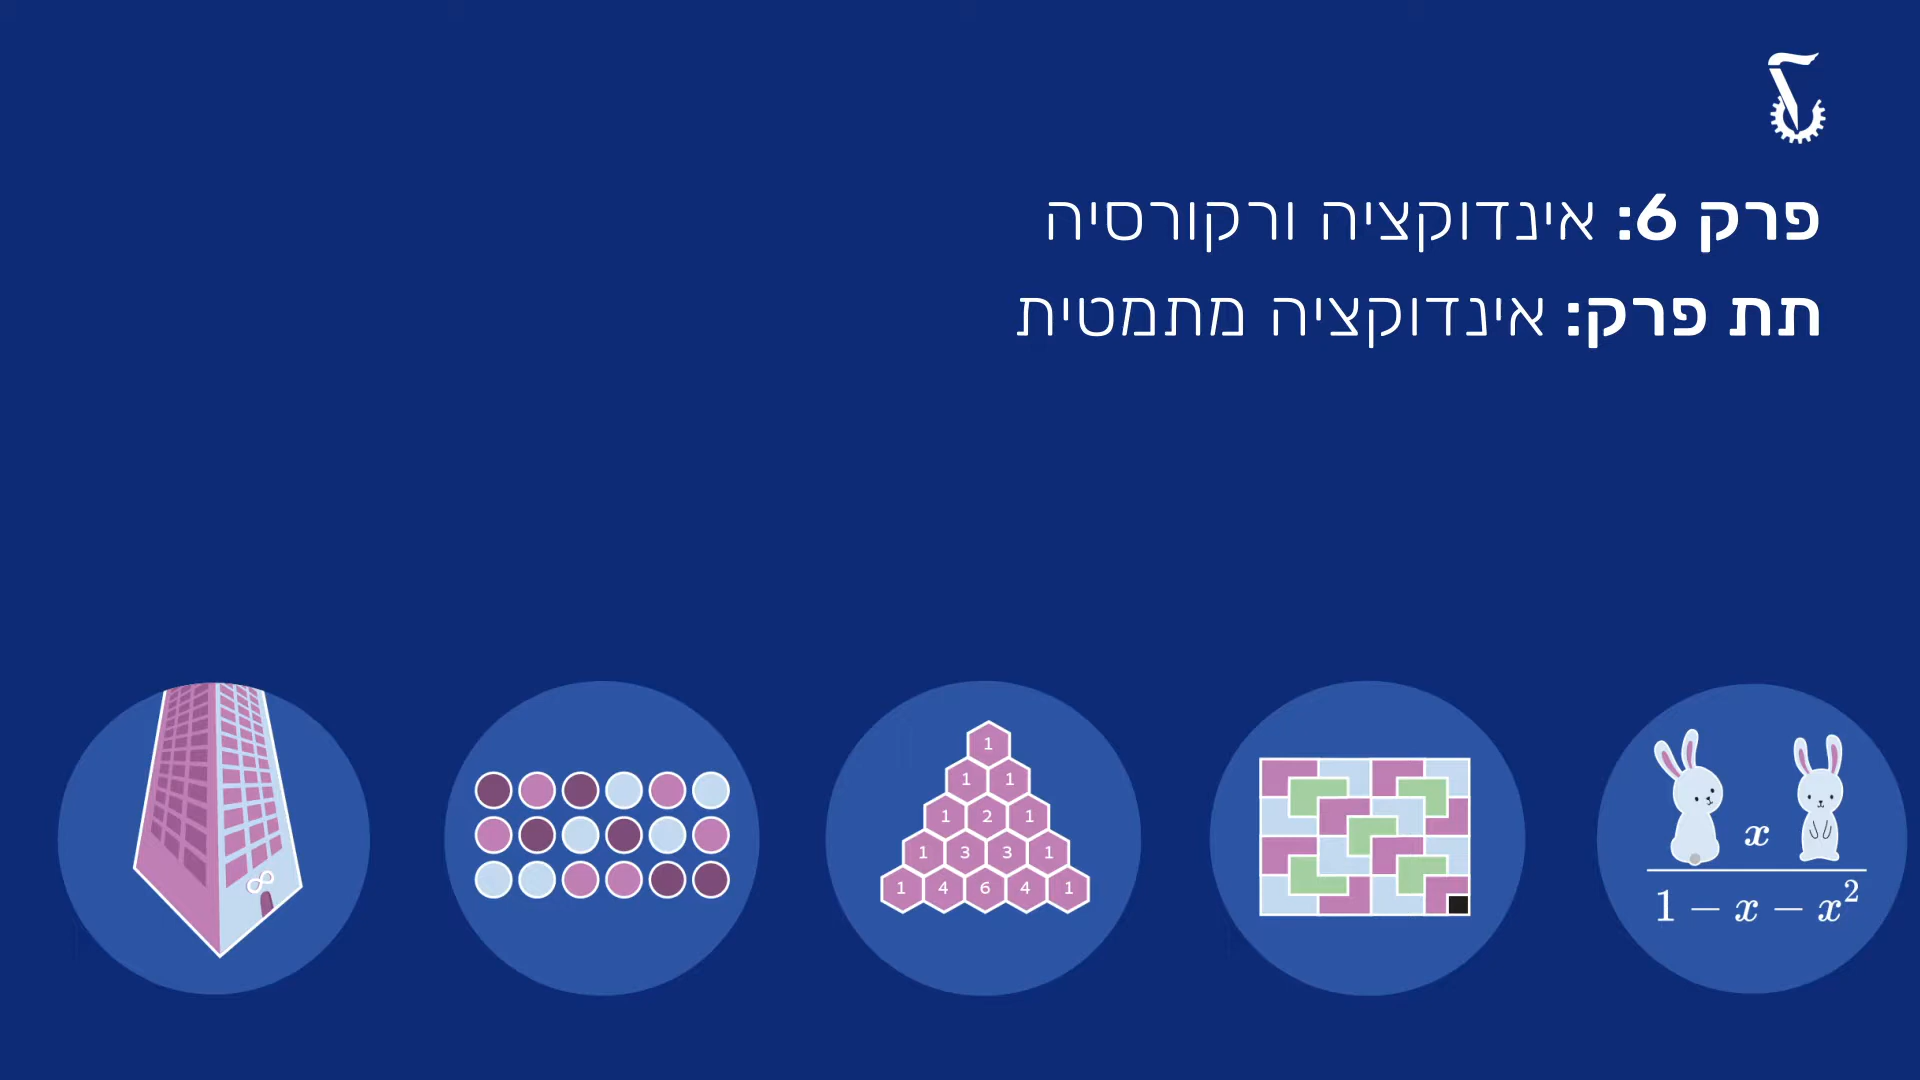 פרק 6: אינדוקציה ורקורסיה
תת פרק: אינדוקציה מתמטית
∞
1
1 1
1 2 1
1 3 3 1
1 4 6 4 1
x
1 − x − x²